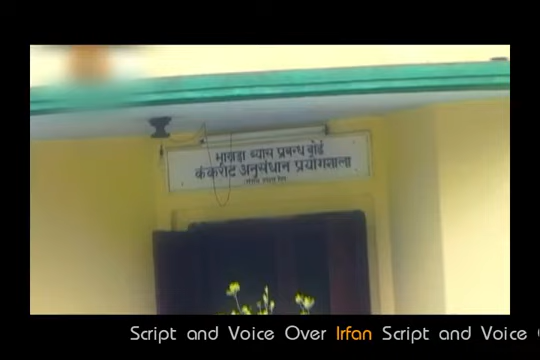 भाखड़ा ब्यास प्रबन्ध बोर्ड
कंकरीट अनुसंधान प्रयोगशाला
Script and Voice Over Irfan Script and Voice